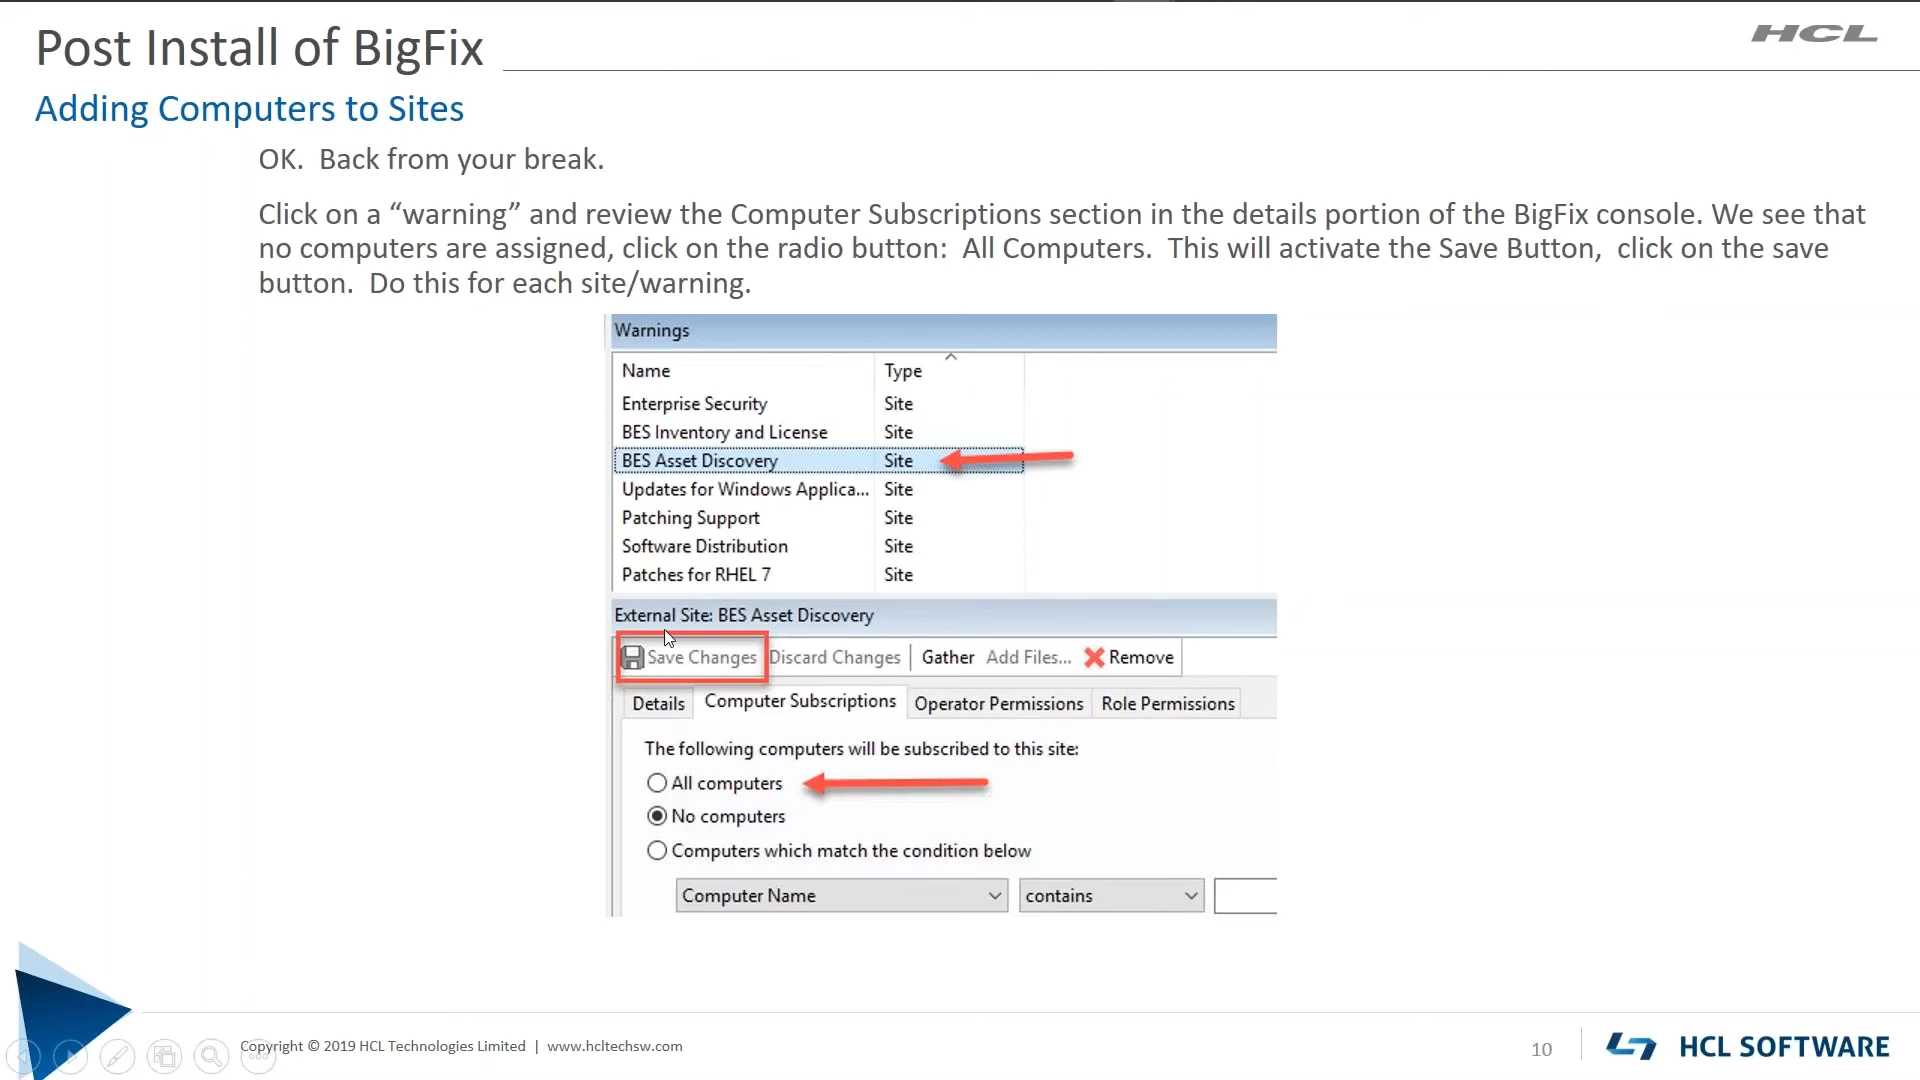 Post Install of BigFix
HCL
Adding Computers to Sites
OK.  Back from your break.
Click on a “warning” and review the Computer Subscriptions section in the details portion of the BigFix console. We see that
no computers are assigned, click on the radio button:  All Computers.  This will activate the Save Button,  click on the save
button.  Do this for each site/warning.
Warnings
Name Type
Enterprise Security Site
BES Inventory and License Site
BES Asset Discovery Site
Updates for Windows Applica... Site
Patching Support Site
Software Distribution Site
Patches for RHEL 7 Site
External Site: BES Asset Discovery
Save Changes Discard Changes Gather Add Files... Remove
Details Computer Subscriptions Operator Permissions Role Permissions
The following computers will be subscribed to this site:
All computers
No computers
Computers which match the condition below
Computer Name contains
Copyright © 2019 HCL Technologies Limited  |  www.hcltechsw.com
10
HCL SOFTWARE